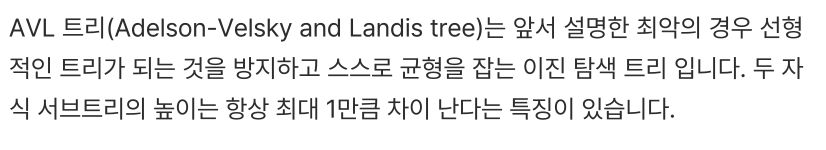 AVL 트리(Adelson-Velsky and Landis tree)는 앞서 설명한 최악의 경우 선형
적인 트리가 되는 것을 방지하고 스스로 균형을 잡는 이진 탐색 트리 입니다. 두 자
식 서브트리의 높이는 항상 최대 1만큼 차이 난다는 특징이 있습니다.